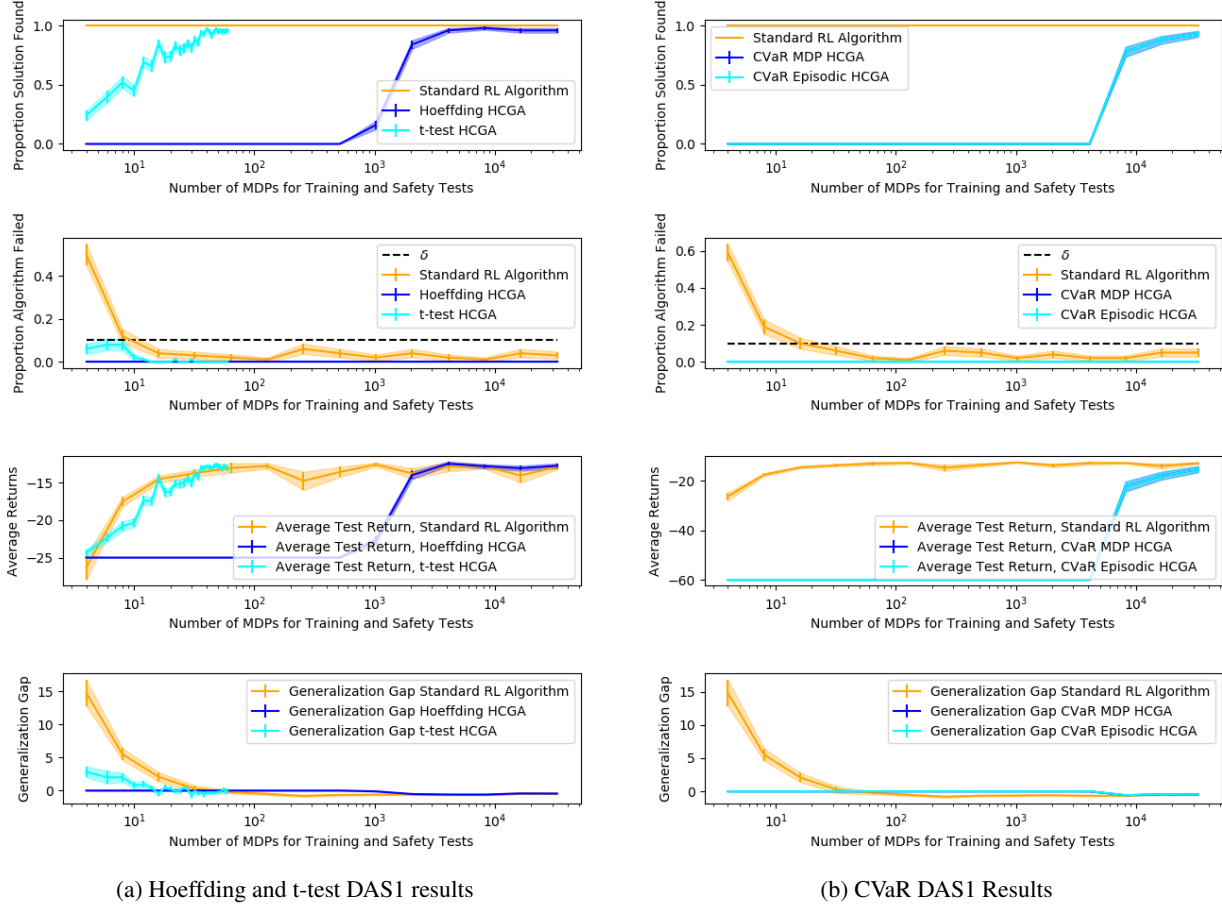 Proportion Solution Found
1.0
0.5
0.0
Standard RL Algorithm
Hoeffding HCGA
t-test HCGA
10^1
10^2
10^3
10^4
Number of MDPs for Training and Safety Tests
Proportion Algorithm Failed
0.4
0.2
0.0
δ
Standard RL Algorithm
Hoeffding HCGA
t-test HCGA
10^1
10^2
10^3
10^4
Number of MDPs for Training and Safety Tests
Average Returns
−15
−20
−25
Average Test Return, Standard RL Algorithm
Average Test Return, Hoeffding HCGA
Average Test Return, t-test HCGA
10^1
10^2
10^3
10^4
Number of MDPs for Training and Safety Tests
Generalization Gap
15
10
5
0
Generalization Gap Standard RL Algorithm
Generalization Gap Hoeffding HCGA
Generalization Gap t-test HCGA
10^1
10^2
10^3
10^4
Number of MDPs for Training and Safety Tests
(a) Hoeffding and t-test DAS1 results
Proportion Solution Found
1.0
0.5
0.0
Standard RL Algorithm
CVaR MDP HCGA
CVaR Episodic HCGA
10^1
10^2
10^3
10^4
Number of MDPs for Training and Safety Tests
Proportion Algorithm Failed
0.6
0.4
0.2
0.0
δ
Standard RL Algorithm
CVaR MDP HCGA
CVaR Episodic HCGA
10^1
10^2
10^3
10^4
Number of MDPs for Training and Safety Tests
Average Returns
−20
−40
−60
Average Test Return, Standard RL Algorithm
Average Test Return, CVaR MDP HCGA
Average Test Return, CVaR Episodic HCGA
10^1
10^2
10^3
10^4
Number of MDPs for Training and Safety Tests
Generalization Gap
15
10
5
0
Generalization Gap Standard RL Algorithm
Generalization Gap CVaR MDP HCGA
Generalization Gap CVaR Episodic HCGA
10^1
10^2
10^3
10^4
Number of MDPs for Training and Safety Tests
(b) CVaR DAS1 Results